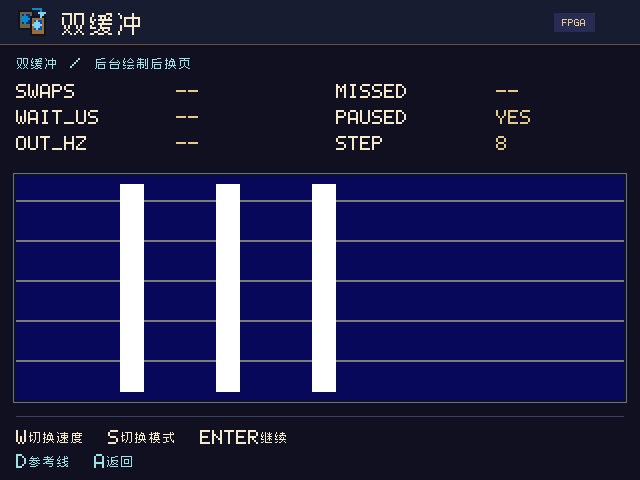 双缓冲 FPGA
双缓冲 / 后台绘制后换页
SWAPS -- MISSED --
WAIT_US -- PAUSED YES
OUT_HZ -- STEP 8
W切换速度 S切换模式 ENTER继续
D参考线 A返回